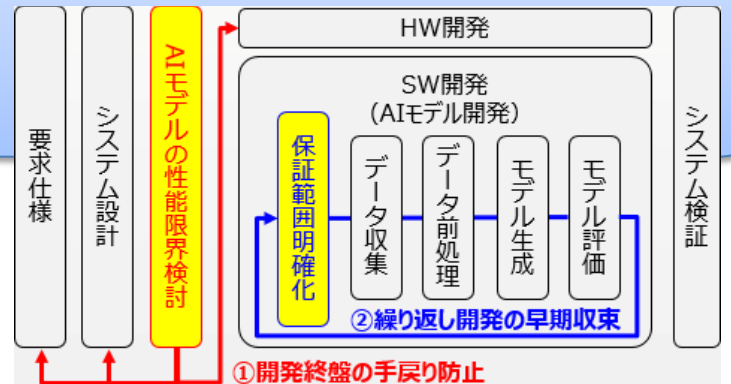 要求仕様
システム設計
AIモデルの性能限界検討
HW開発
SW開発
(AIモデル開発)
保証範囲明確化
データ収集
データ前処理
モデル生成
モデル評価
②繰り返し開発の早期収束
システム検証
①開発終盤の手戻り防止